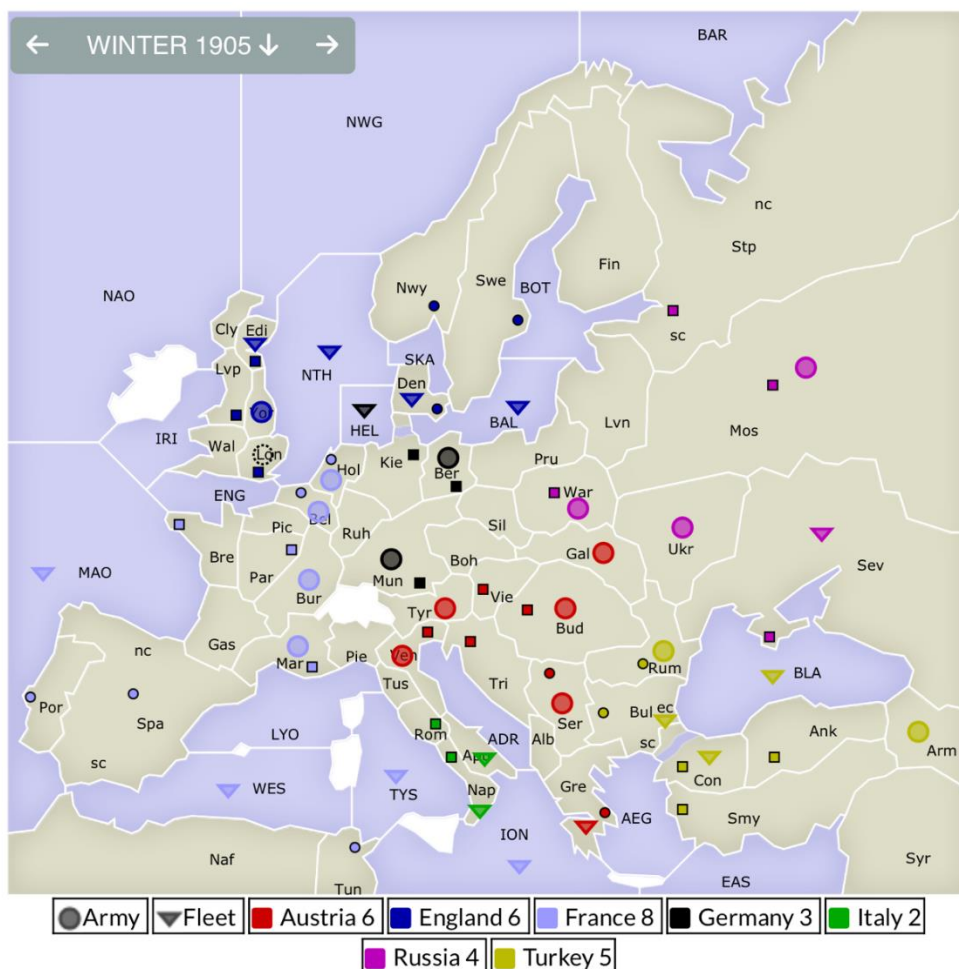 ← WINTER 1905 ↓ →
BAR
NWG
nc
Stp
Fin
Swe
BOT
Nwy
NAO
Cly Edi
sc
SKA
Lvp
NTH
Den
Yor
HEL
BAL
Lvn
Mos
IRI
Wal
Lon
Hol
Kie
Ber
Pru
War
ENG
Bel
Ruh
Sil
Pic
Bre
Boh
Gal
Ukr
Sev
MAO
Par
Mun
Bur
Vie
Tyr
Bud
Gas
nc
Mar
Pie
Ven
Rum
Tus
Tri
BLA
Por
Spa
Bul
ec
Ser
LYO
Rom
ADR
Alb
sc
Ank
Arm
sc
Apu
Con
WES
TYS
Nap
Gre
AEG
Smy
ION
Naf
Tun
EAS
Syr
Army Fleet Austria 6 England 6 France 8 Germany 3 Italy 2
Russia 4 Turkey 5